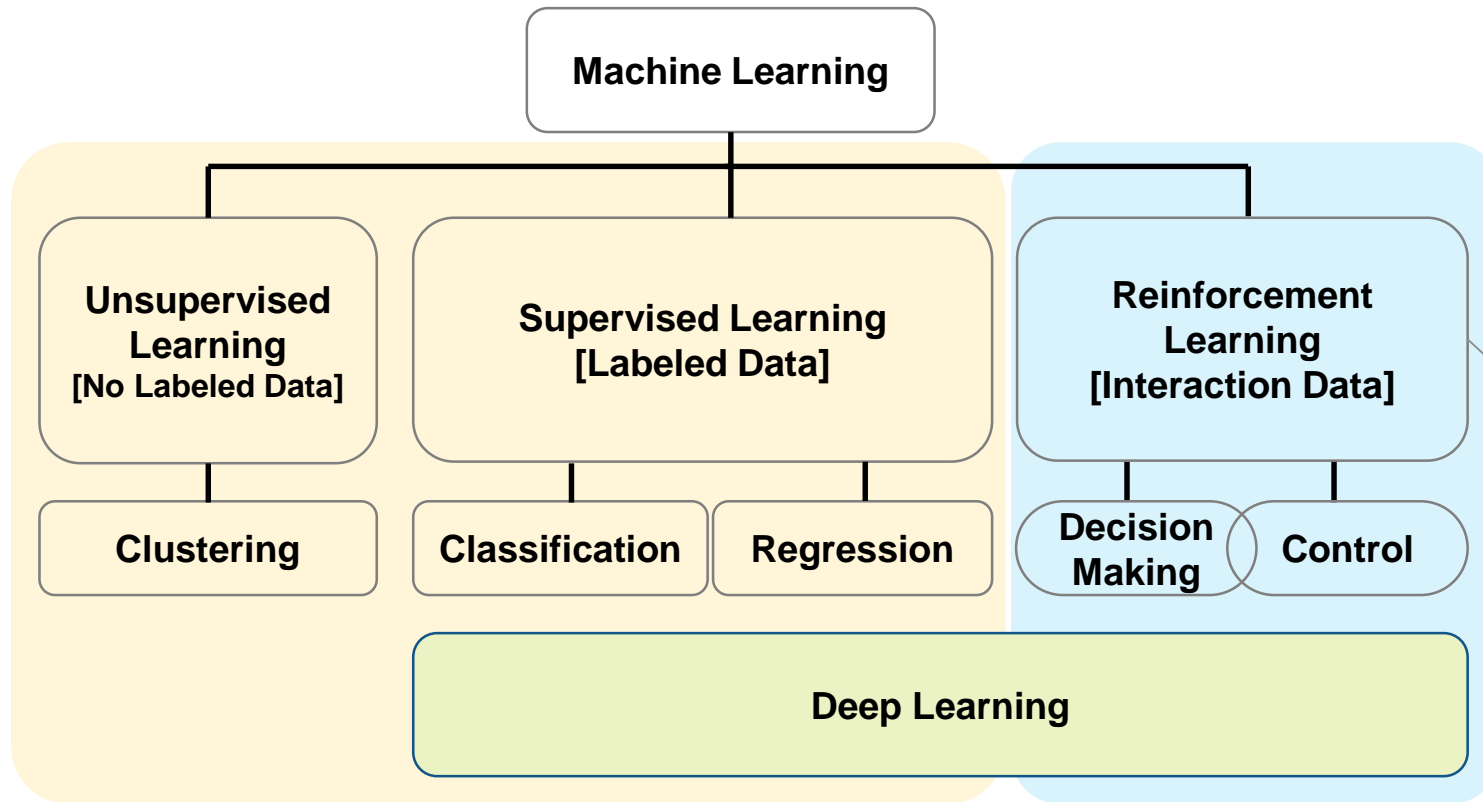 Machine Learning
Unsupervised
Learning
[No Labeled Data]
Supervised Learning
[Labeled Data]
Reinforcement
Learning
[Interaction Data]
Clustering
Classification
Regression
Decision
Making
Control
Deep Learning